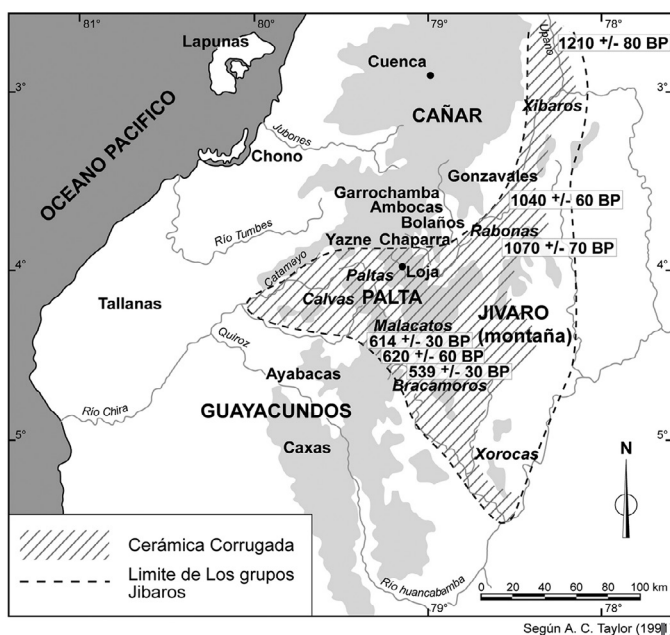 81°
80°
79°
78°
Lapunas
Upano
1210 +/- 80 BP
Cuenca
3°
3°
Xibaros
CAÑAR
OCEANO PACIFICO
Jubones
Chono
Gonzavales
Garrochamba
1040 +/- 60 BP
Ambocas
Bolaños
Rabonas
Río Tumbes
Yazne Chaparra
1070 +/- 70 BP
4°
4°
Catamayo
Paltas
Loja
Tallanas
Calvas
PALTA
JIVARO
(montaña)
Malacatos
Quiroz
614 +/- 30 BP
620 +/- 60 BP
Ayabacas
539 +/- 30 BP
Bracamoros
Río Chira
GUAYACUNDOS
5°
5°
Caxas
Xorocas
N
Cerámica Corrugada
Limite de Los grupos
Jibaros
Río huancabamba
0 20 40 60 80 100 km
79°
78°
Según A. C. Taylor